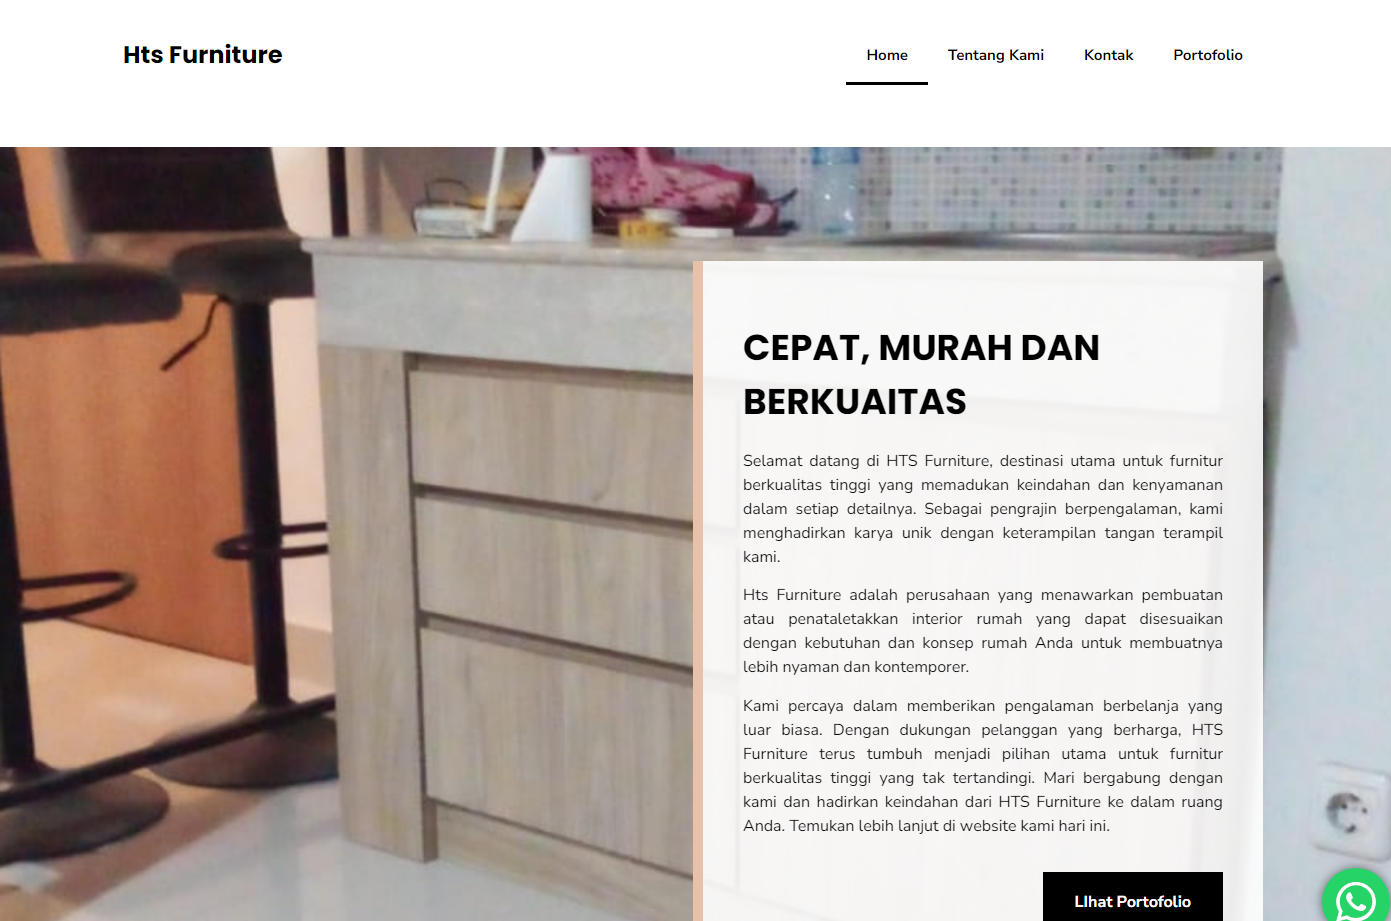 Hts Furniture
Home
Tentang Kami
Kontak
Portofolio
CEPAT, MURAH DAN
BERKUAITAS
Selamat datang di HTS Furniture, destinasi utama untuk furnitur
berkualitas tinggi yang memadukan keindahan dan kenyamanan
dalam setiap detailnya. Sebagai pengrajin berpengalaman, kami
menghadirkan karya unik dengan keterampilan tangan terampil
kami.
Hts Furniture adalah perusahaan yang menawarkan pembuatan
atau penataletakkan interior rumah yang dapat disesuaikan
dengan kebutuhan dan konsep rumah Anda untuk membuatnya
lebih nyaman dan kontemporer.
Kami percaya dalam memberikan pengalaman berbelanja yang
luar biasa. Dengan dukungan pelanggan yang berharga, HTS
Furniture terus tumbuh menjadi pilihan utama untuk furnitur
berkualitas tinggi yang tak tertandingi. Mari bergabung dengan
kami dan hadirkan keindahan dari HTS Furniture ke dalam ruang
Anda. Temukan lebih lanjut di website kami hari ini.
LIhat Portofolio